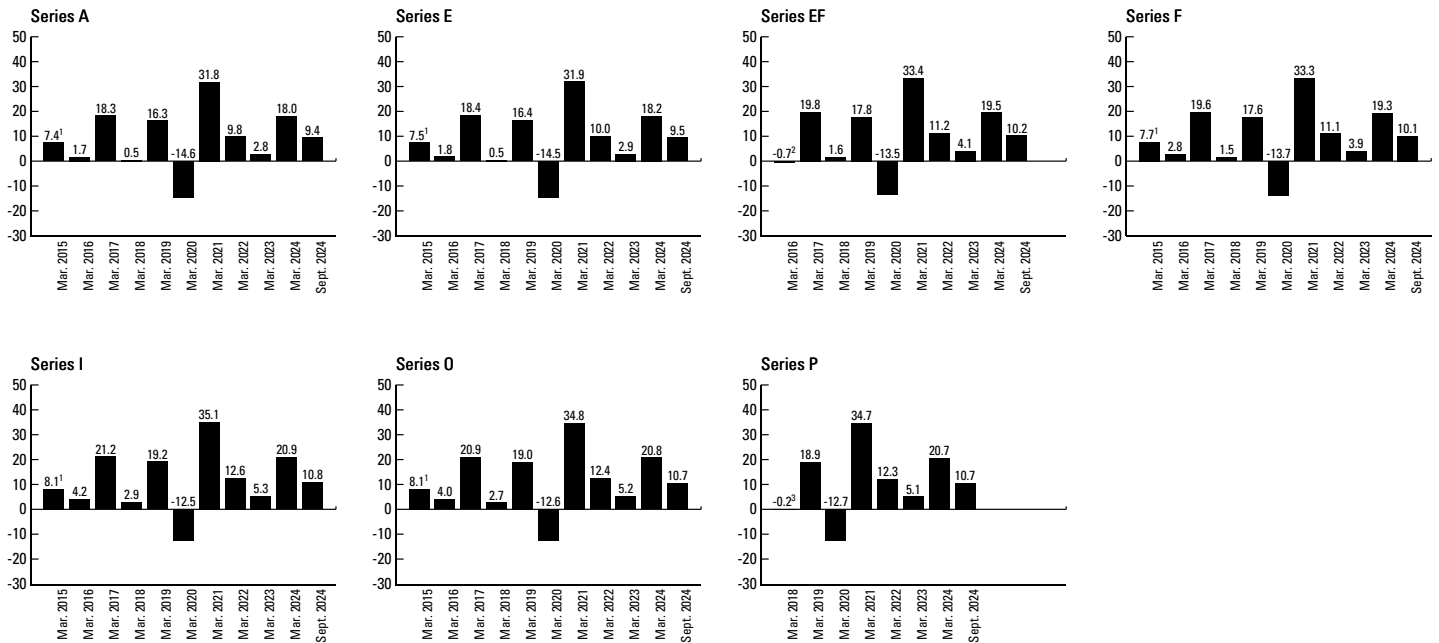 Series A
50
40
30
20
10
0
-10
-20
-30
7.4¹
1.7
18.3
0.5
16.3
-14.6
31.8
9.8
2.8
18.0
9.4
Mar. 2015
Mar. 2016
Mar. 2017
Mar. 2018
Mar. 2019
Mar. 2020
Mar. 2021
Mar. 2022
Mar. 2023
Mar. 2024
Sept. 2024
Series E
50
40
30
20
10
0
-10
-20
-30
7.5¹
1.8
18.4
0.5
16.4
-14.5
31.9
10.0
2.9
18.2
9.5
Mar. 2015
Mar. 2016
Mar. 2017
Mar. 2018
Mar. 2019
Mar. 2020
Mar. 2021
Mar. 2022
Mar. 2023
Mar. 2024
Sept. 2024
Series EF
50
40
30
20
10
0
-10
-20
-30
-0.7²
19.8
1.6
17.8
-13.5
33.4
11.2
4.1
19.5
10.2
Mar. 2016
Mar. 2017
Mar. 2018
Mar. 2019
Mar. 2020
Mar. 2021
Mar. 2022
Mar. 2023
Mar. 2024
Sept. 2024
Series F
50
40
30
20
10
0
-10
-20
-30
7.7¹
2.8
19.6
1.5
17.6
-13.7
33.3
11.1
3.9
19.3
10.1
Mar. 2015
Mar. 2016
Mar. 2017
Mar. 2018
Mar. 2019
Mar. 2020
Mar. 2021
Mar. 2022
Mar. 2023
Mar. 2024
Sept. 2024
Series I
50
40
30
20
10
0
-10
-20
-30
8.1¹
4.2
21.2
2.9
19.2
-12.5
35.1
12.6
5.3
20.9
10.8
Mar. 2015
Mar. 2016
Mar. 2017
Mar. 2018
Mar. 2019
Mar. 2020
Mar. 2021
Mar. 2022
Mar. 2023
Mar. 2024
Sept. 2024
Series O
50
40
30
20
10
0
-10
-20
-30
8.1¹
4.0
20.9
2.7
19.0
-12.6
34.8
12.4
5.2
20.8
10.7
Mar. 2015
Mar. 2016
Mar. 2017
Mar. 2018
Mar. 2019
Mar. 2020
Mar. 2021
Mar. 2022
Mar. 2023
Mar. 2024
Sept. 2024
Series P
50
40
30
20
10
0
-10
-20
-30
-0.2³
18.9
-12.7
34.7
12.3
5.1
20.7
10.7
Mar. 2018
Mar. 2019
Mar. 2020
Mar. 2021
Mar. 2022
Mar. 2023
Mar. 2024
Sept. 2024